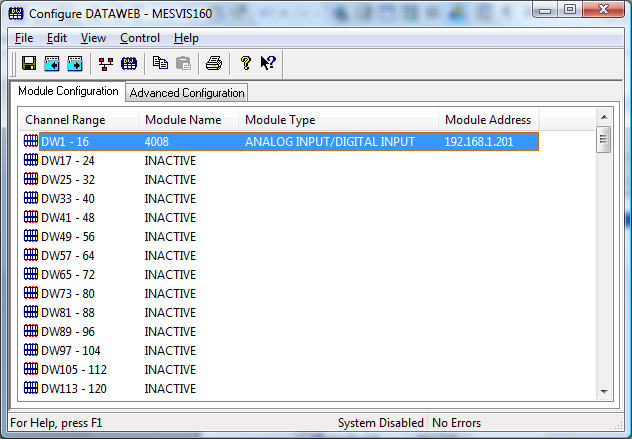 Configure DATAWEB - MESVIS160
File Edit View Control Help
Module Configuration Advanced Configuration
Channel Range Module Name Module Type Module Address
DW1 - 16 4008 ANALOG INPUT/DIGITAL INPUT 192.168.1.201
DW17 - 24 INACTIVE
DW25 - 32 INACTIVE
DW33 - 40 INACTIVE
DW41 - 48 INACTIVE
DW49 - 56 INACTIVE
DW57 - 64 INACTIVE
DW65 - 72 INACTIVE
DW73 - 80 INACTIVE
DW81 - 88 INACTIVE
DW89 - 96 INACTIVE
DW97 - 104 INACTIVE
DW105 - 112 INACTIVE
DW113 - 120 INACTIVE
For Help, press F1 System Disabled No Errors